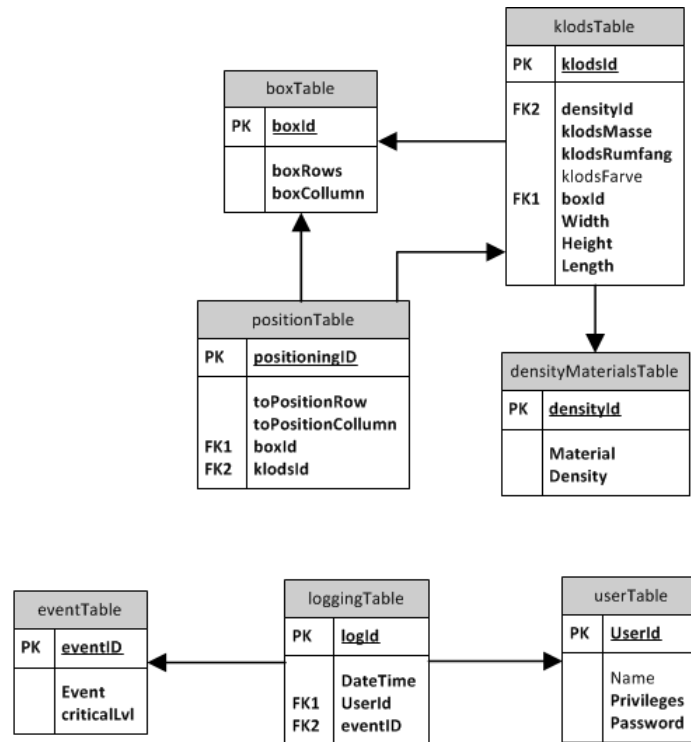 klodsTable
PK klodsId
FK2 densityId
klodsMasse
klodsRumfang
klodsFarve
FK1 boxId
Width
Height
Length
boxTable
PK boxId
boxRows
boxCollumn
positionTable
PK positioningID
toPositionRow
toPositionCollumn
FK1 boxId
FK2 klodsId
densityMaterialsTable
PK densityId
Material
Density
eventTable
PK eventID
Event
criticalLvl
loggingTable
PK logId
DateTime
FK1 UserId
FK2 eventID
userTable
PK UserId
Name
Privileges
Password